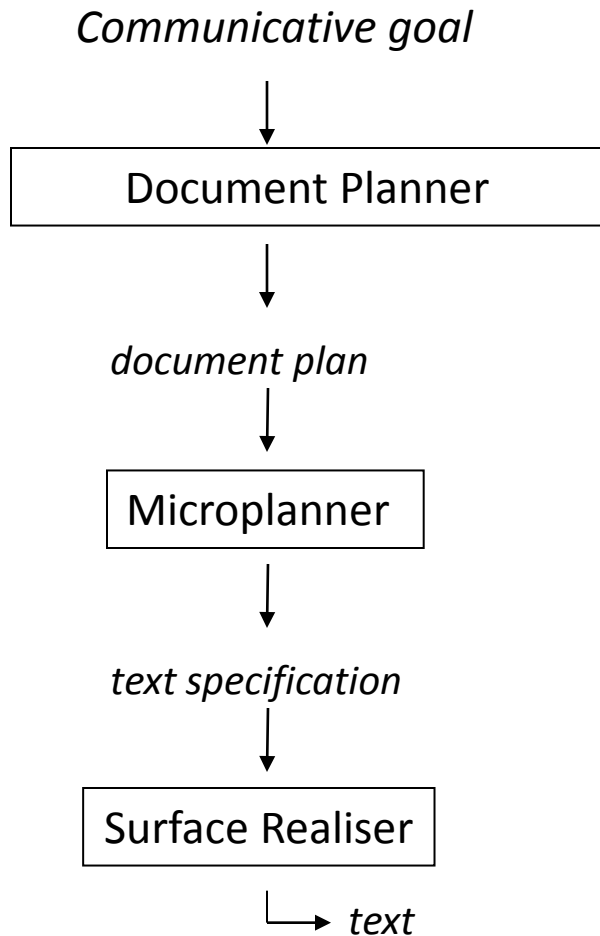 Communicative goal
Document Planner
document plan
Microplanner
text specification
Surface Realiser
text